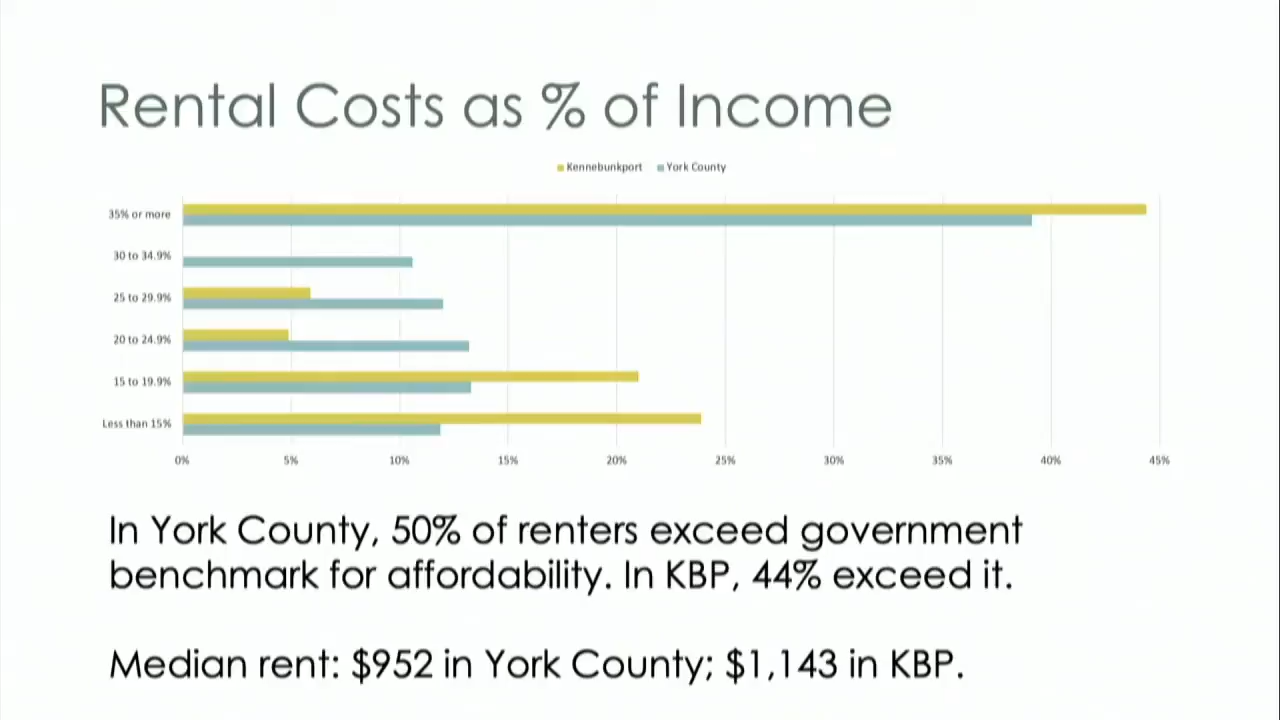 Rental Costs as % of Income
Kennebunkport York County
35% or more
30 to 34.9%
25 to 29.9%
20 to 24.9%
15 to 19.9%
Less than 15%
0% 5% 10% 15% 20% 25% 30% 35% 40% 45%
In York County, 50% of renters exceed government
benchmark for affordability. In KBP, 44% exceed it.
Median rent: $952 in York County; $1,143 in KBP.